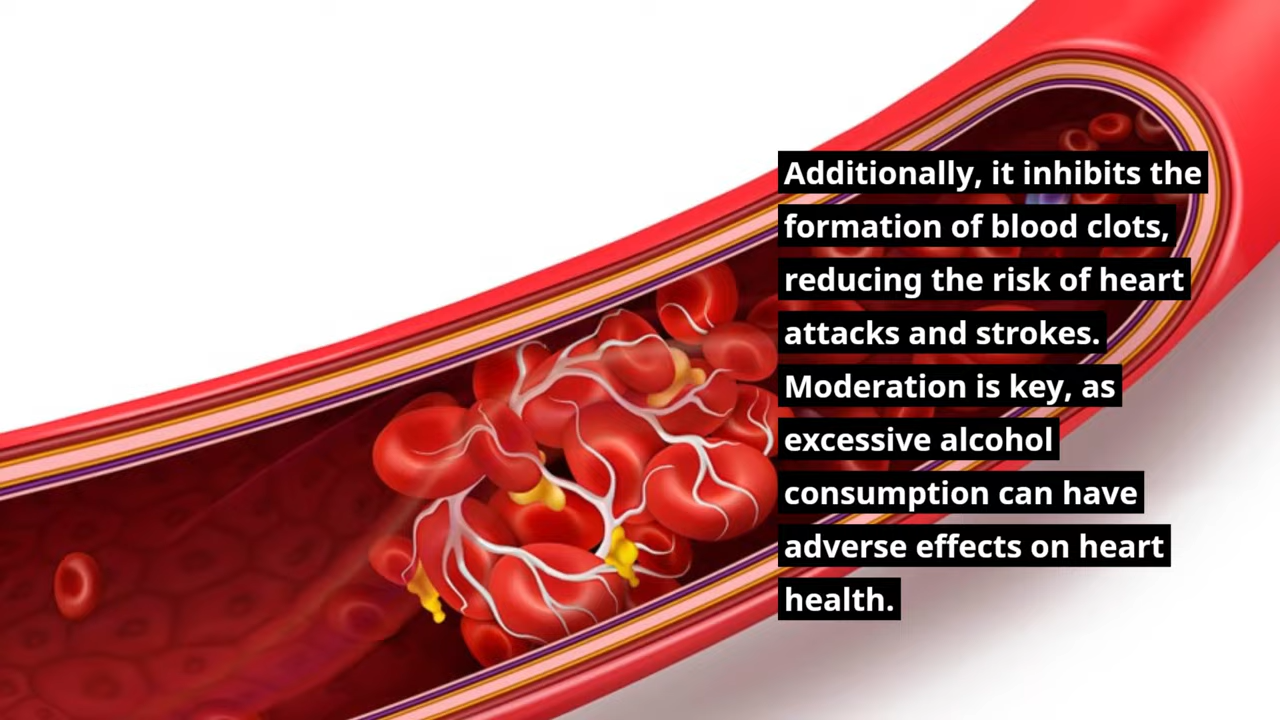 Additionally, it inhibits the
formation of blood clots,
reducing the risk of heart
attacks and strokes.
Moderation is key, as
excessive alcohol
consumption can have
adverse effects on heart
health.